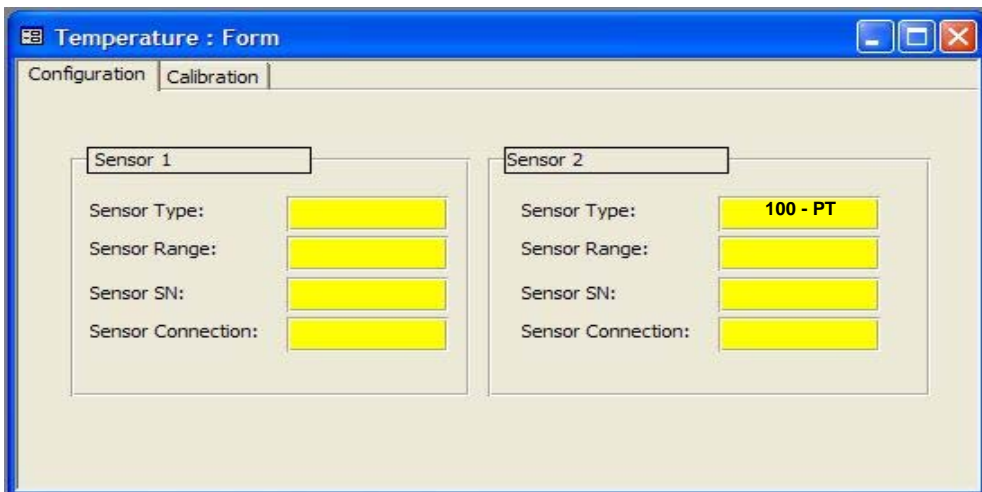 Temperature : Form
Configuration Calibration
Sensor 1
Sensor Type:
Sensor Range:
Sensor SN:
Sensor Connection:
Sensor 2
Sensor Type: 100 - PT
Sensor Range:
Sensor SN:
Sensor Connection: